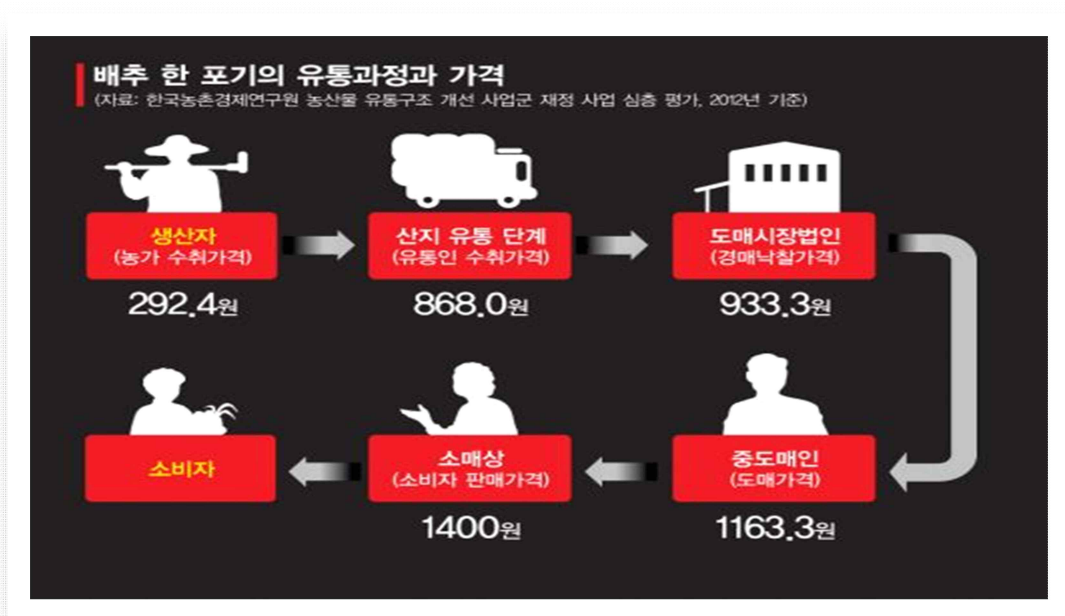 배추 한 포기의 유통과정과 가격
(자료: 한국농촌경제연구원 농산물 유통구조 개선 사업군 재정 사업 심층 평가, 2012년 기준)
생산자
(농가 수취가격)
292.4원
산지 유통 단계
(유통인 수취가격)
868.0원
도매시장법인
(경매낙찰가격)
933.3원
중도매인
(도매가격)
1163.3원
소매상
(소비자 판매가격)
1400원
소비자